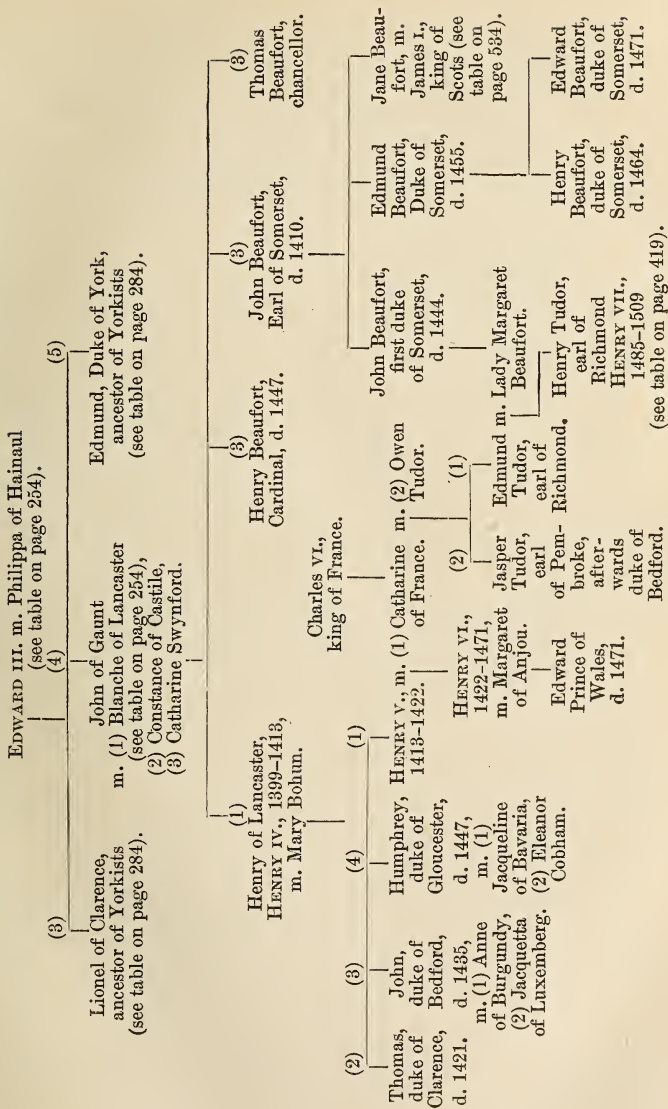 EDWARD III. m. Philippa of Hainaul
(see table on page 254).
(3)
Lionel of Clarence,
ancestor of Yorkists
(see table on page 284).
(4)
John of Gaunt
m. (1) Blanche of Lancaster
(see table on page 254),
(2) Constance of Castile,
(3) Catharine Swynford.
(5)
Edmund, Duke of York,
ancestor of Yorkists
(see table on page 284).
(1)
Henry of Lancaster,
HENRY IV., 1399–1413,
m. Mary Bohun.
(3)
Henry Beaufort,
Cardinal, d. 1447.
(3)
John Beaufort,
Earl of Somerset,
d. 1410.
(3)
Thomas
Beaufort,
chancellor.
Charles VI.,
king of France.
(2)
Thomas,
duke of
Clarence,
d. 1421.
(3)
John,
duke of
Bedford,
d. 1435,
m. (1) Anne
of Burgundy,
(2) Jacquetta
of Luxemberg.
(4)
Humphrey,
duke of
Gloucester,
d. 1447,
m. (1)
Jacqueline
of Bavaria,
(2) Eleanor
Cobham.
(1)
HENRY V., m. (1) Catharine m. (2) Owen
1413–1422. of France. Tudor.
HENRY VI.,
1422–1471,
m. Margaret
of Anjou.
Edward
Prince of
Wales,
d. 1471.
(2)
Jasper
Tudor,
earl
of Pem-
broke,
after-
wards
duke of
Bedford.
(1)
Edmund m. Lady Margaret
Tudor, Beaufort.
earl of
Richmond.
John Beaufort,
first duke
of Somerset,
d. 1444.
Edmund
Beaufort,
Duke of
Somerset,
d. 1455.
Jane Beau-
fort, m.
James I.,
king of
Scots (see
table on
page 534).
Henry Tudor,
earl of
Richmond
HENRY VII.,
1485–1509
(see table on page 419).
Henry
Beaufort,
duke of
Somerset,
d. 1464.
Edward
Beaufort,
duke of
Somerset,
d. 1471.